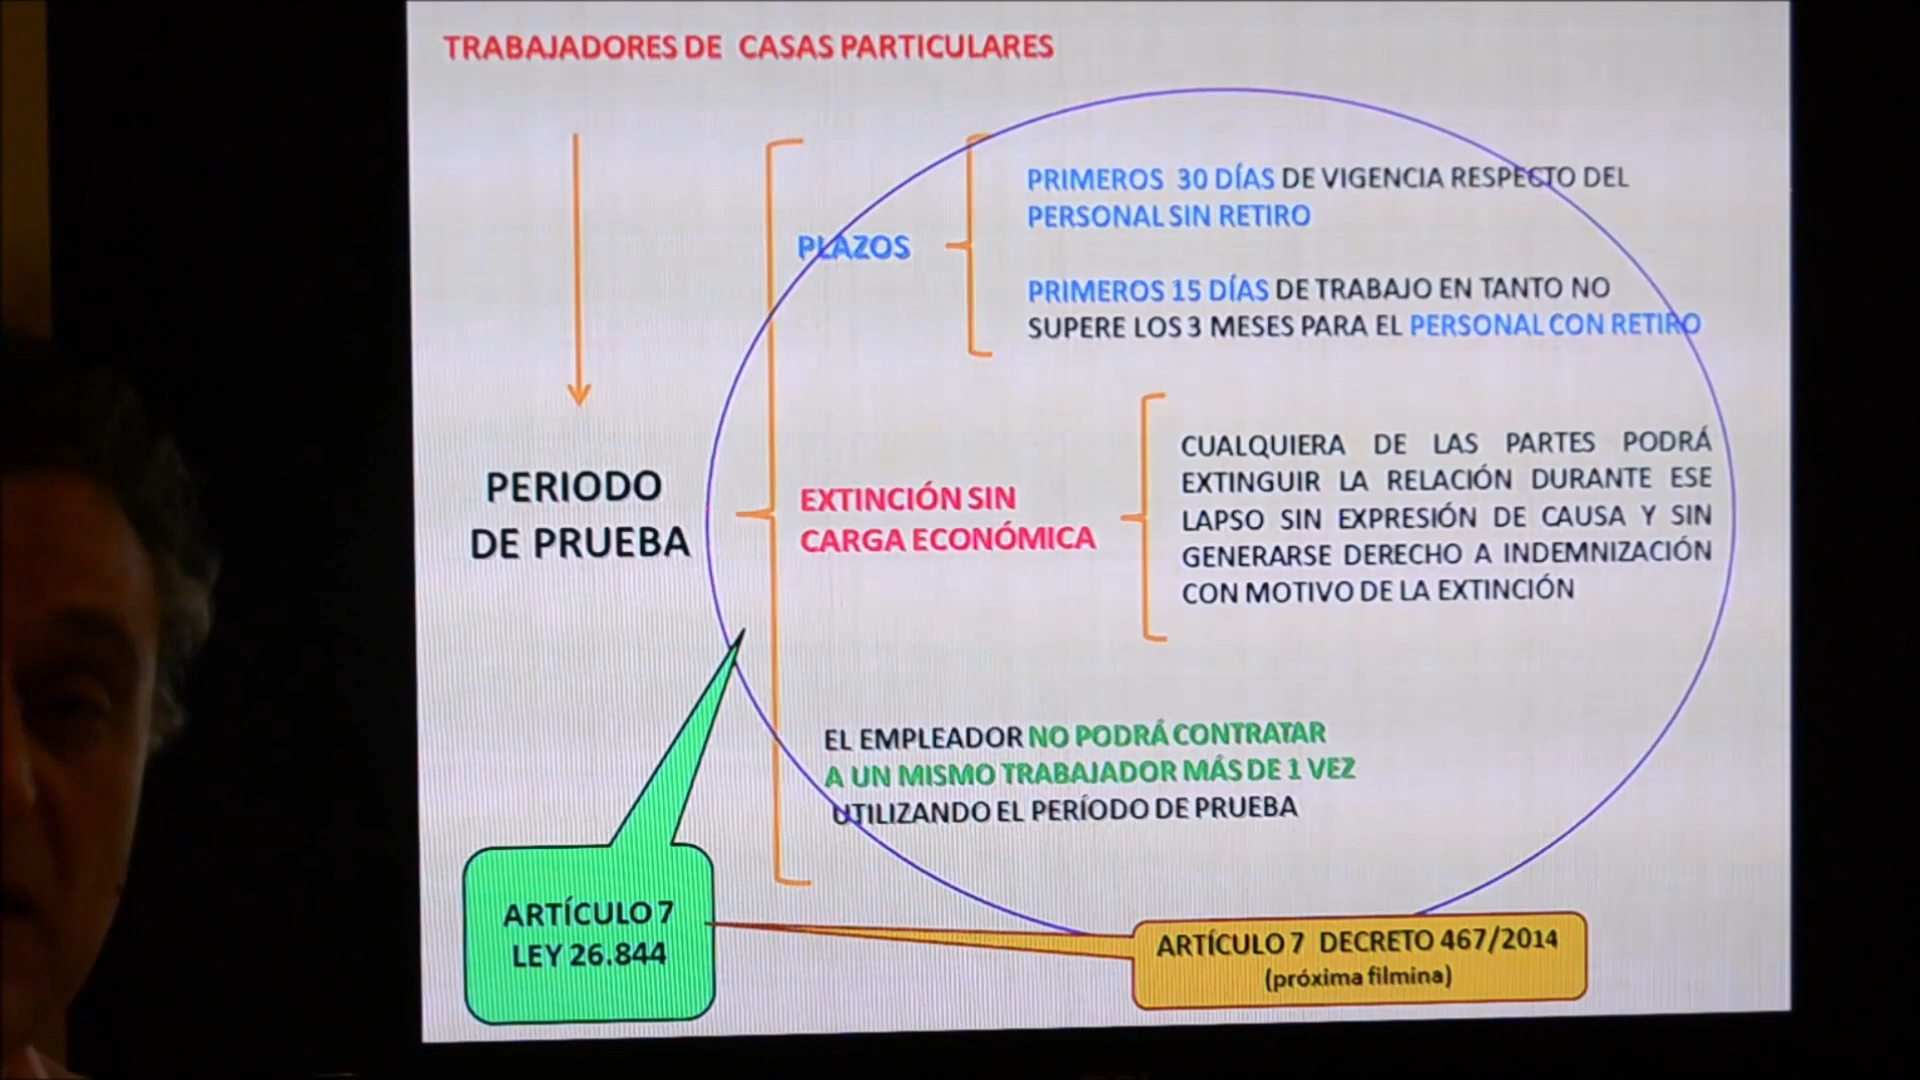 TRABAJADORES DE CASAS PARTICULARES
PRIMEROS 30 DÍAS DE VIGENCIA RESPECTO DEL
PERSONAL SIN RETIRO
PLAZOS
PRIMEROS 15 DÍAS DE TRABAJO EN TANTO NO
SUPERE LOS 3 MESES PARA EL PERSONAL CON RETIRO
PERIODO
DE PRUEBA
EXTINCIÓN SIN
CARGA ECONÓMICA
CUALQUIERA DE LAS PARTES PODRÁ
EXTINGUIR LA RELACIÓN DURANTE ESE
LAPSO SIN EXPRESIÓN DE CAUSA Y SIN
GENERARSE DERECHO A INDEMNIZACIÓN
CON MOTIVO DE LA EXTINCIÓN
EL EMPLEADOR NO PODRÁ CONTRATAR
A UN MISMO TRABAJADOR MÁS DE 1 VEZ
UTILIZANDO EL PERÍODO DE PRUEBA
ARTÍCULO 7
LEY 26.844
ARTÍCULO 7 DECRETO 467/2014
(próxima filmina)